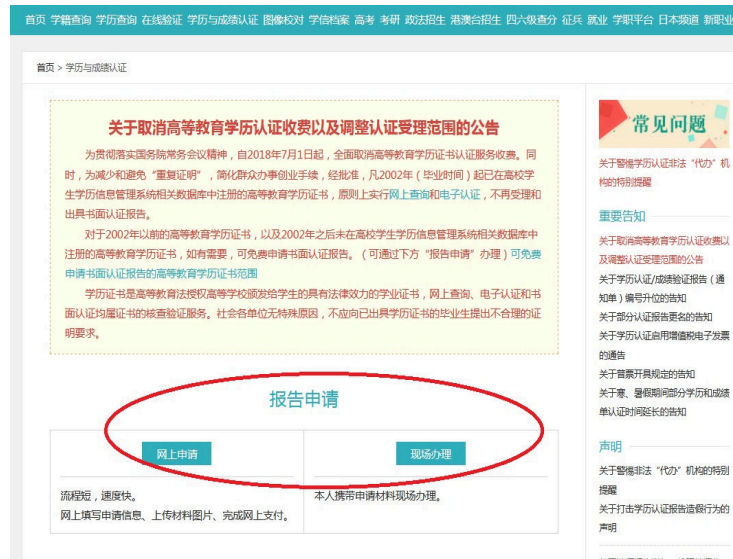 首页 学籍查询 学历查询 在线验证 学历与成绩认证 图像校对 学信档案 高考 考研 政法招生 港澳台招生 四六级查分 征兵 就业 学职平台 日本频道 新职业
首页 > 学历与成绩认证
关于取消高等教育学历认证收费以及调整认证受理范围的公告
为贯彻落实国务院常务会议精神，自2018年7月1日起，全面取消高等教育学历证书认证服务收费。同
时，为减少和避免“重复证明”，简化群众办事创业手续，经批准，凡2002年（毕业时间）起已在高校学
生学历信息管理系统相关数据库中注册的高等教育学历证书，原则上实行网上查询和电子认证，不再受理和
出具书面认证报告。
对于2002年以前的高等教育学历证书，以及2002年之后未在高校学生学历信息管理系统相关数据库中
注册的高等教育学历证书，如有需要，可免费申请书面认证报告。（可通过下方“报告申请”办理）可免费
申请书面认证报告的高等教育学历证书范围
学历证书是高等教育法授权高等学校颁发给学生的具有法律效力的学业证书，网上查询、电子认证和书
面认证均属证书的核查验证服务。社会各单位无特殊原因，不应向已出具学历证书的毕业生提出不合理的证
明要求。
报告申请
网上申请
流程短，速度快。
网上填写申请信息、上传材料图片、完成网上支付。
现场办理
本人携带申请材料现场办理。
常见问题
关于警惕学历认证非法“代办”机
构的特别提醒
重要告知
关于取消高等教育学历认证收费以
及调整认证受理范围的公告
关于学历认证/成绩验证报告（通
知单）编号升位的告知
关于部分认证报告更名的告知
关于学历认证启用增值税电子发票
的通告
关于普票开具规定的告知
关于寒、暑假期间部分学历和成绩
单认证时间延长的告知
声明
关于警惕非法“代办”机构的特别
提醒
关于打击学历认证报告造假行为的
声明